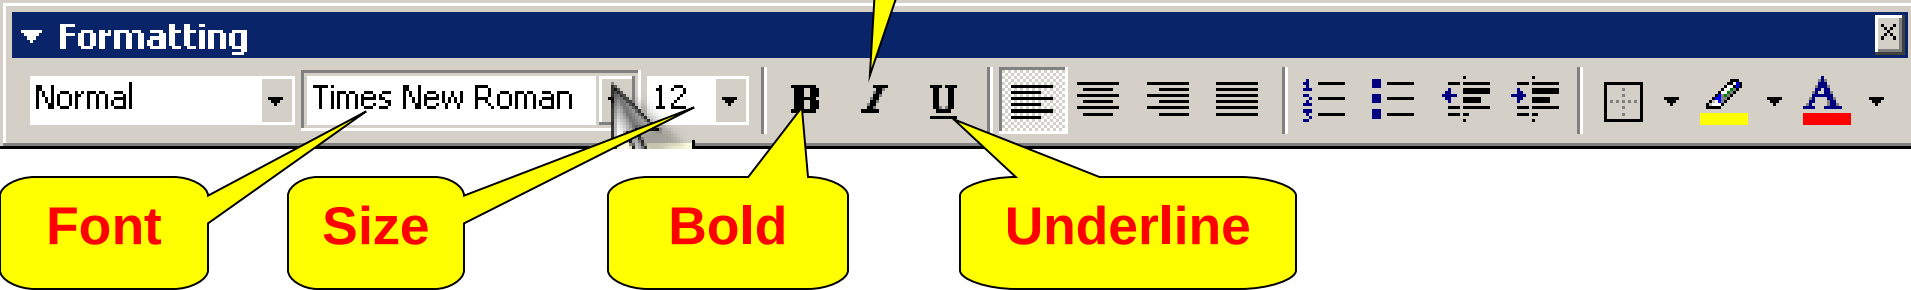 Formatting
Normal Times New Roman 12 B I U
Font Size Bold Underline